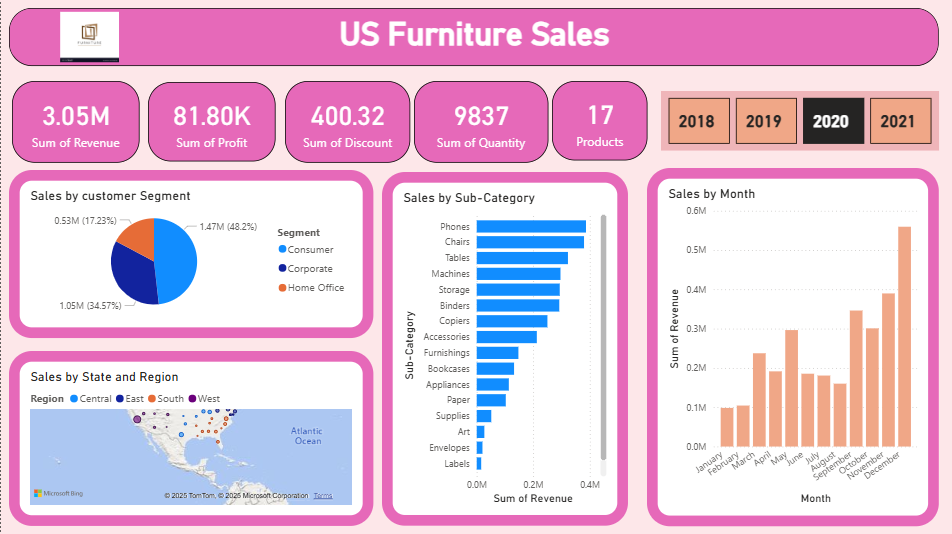 US Furniture Sales
FURNITURE
3.05M
Sum of Revenue
81.80K
Sum of Profit
400.32
Sum of Discount
9837
Sum of Quantity
17
Products
2018
2019
2020
2021
Sales by customer Segment
0.53M (17.23%)
1.47M (48.2%)
1.05M (34.57%)
Segment
Consumer
Corporate
Home Office
Sales by State and Region
Region Central East South West
Atlantic
Ocean
Microsoft Bing
© 2025 TomTom, © 2025 Microsoft Corporation Terms
Sales by Sub-Category
Sub-Category
Phones
Chairs
Tables
Machines
Storage
Binders
Copiers
Accessories
Furnishings
Bookcases
Appliances
Paper
Supplies
Art
Envelopes
Labels
0.0M 0.2M 0.4M
Sum of Revenue
Sales by Month
Sum of Revenue
0.6M
0.5M
0.4M
0.3M
0.2M
0.1M
0.0M
January
February
March
April
May
June
July
August
September
October
November
December
Month